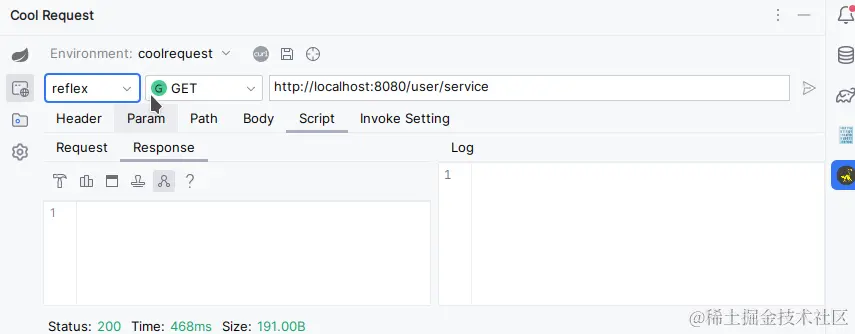 Cool Request
Environment: coolrequest curl
reflex G GET http://localhost:8080/user/service
Header Param Path Body Script Invoke Setting
Request Response Log
1 1
Status: 200 Time: 468ms Size: 191.00B
@稀土掘金技术社区